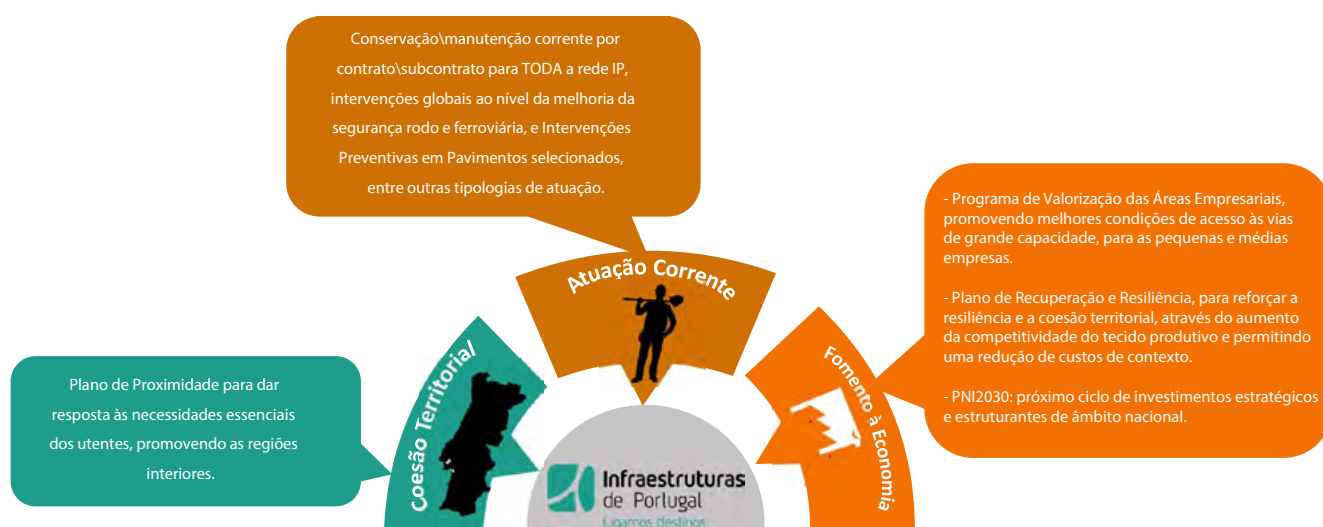 Conservação\manutenção corrente por
contrato\subcontrato para TODA a rede IP,
intervenções globais ao nível da melhoria da
segurança rodo e ferroviária, e Intervenções
Preventivas em Pavimentos selecionados,
entre outras tipologias de atuação.
- Programa de Valorização das Áreas Empresariais,
promovendo melhores condições de acesso às vias
de grande capacidade, para as pequenas e médias
empresas.
- Plano de Recuperação e Resiliência, para reforçar a
resiliência e a coesão territorial, através do aumento
da competitividade do tecido produtivo e permitindo
uma redução de custos de contexto.
- PNI2030: próximo ciclo de investimentos estratégicos
e estruturantes de âmbito nacional.
Atuação Corrente
Coesão Territorial
Fomento à Economia
Plano de Proximidade para dar
resposta às necessidades essenciais
dos utentes, promovendo as regiões
interiores.
Infraestruturas
de Portugal
Ligamos destinos